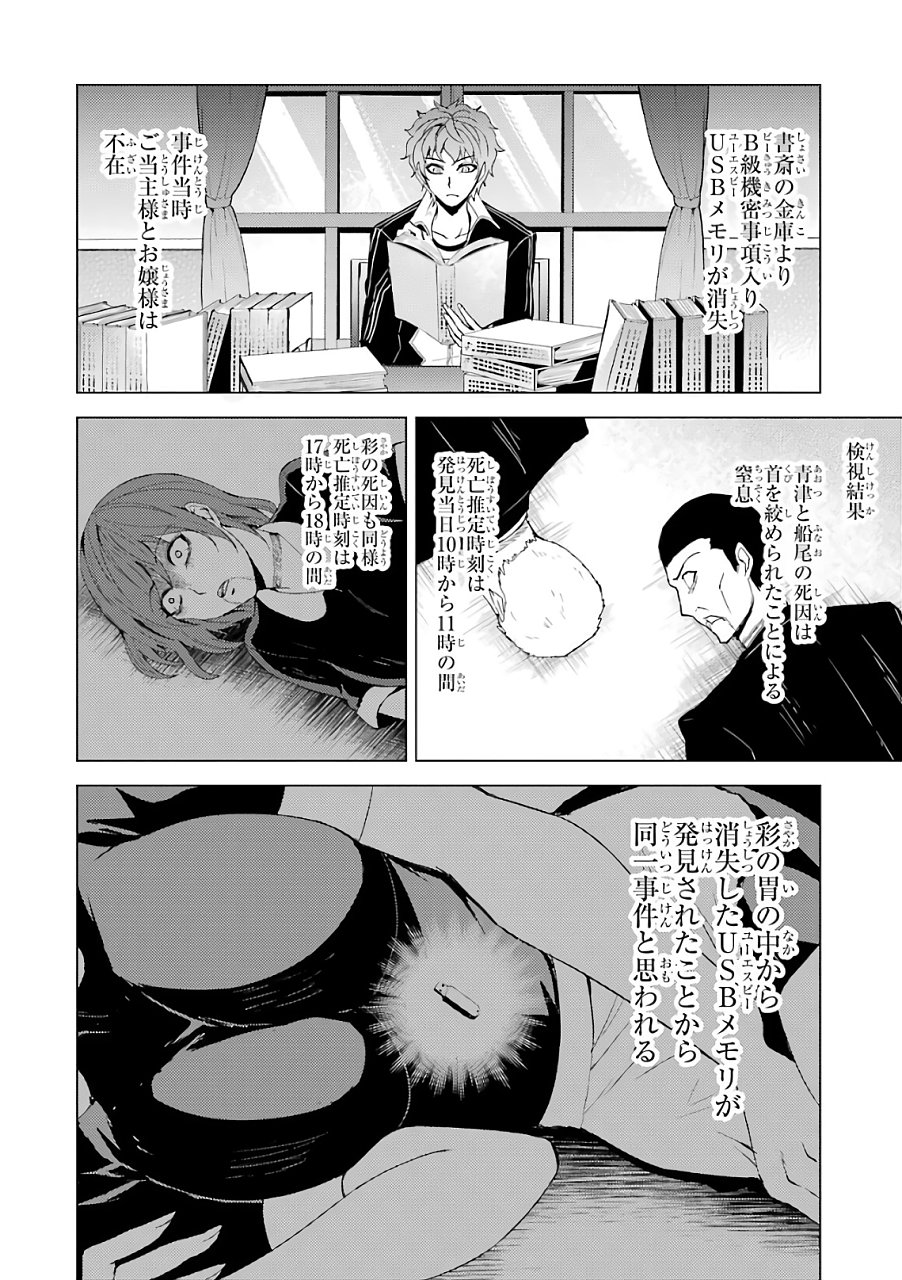 書斎の金庫より
B級機密事項入り
USBメモリが消失
事件当時
ご当主様とお嬢様は
不在
検視結果
青津と船尾の死因は
首を絞められたことによる
窒息
死亡推定時刻は
発見当日10時から11時の間
彩の死因も同様
死亡推定時刻は
17時から18時の間
彩の胃の中から
消失したUSBメモリが
発見されたことから
同一事件と思われる